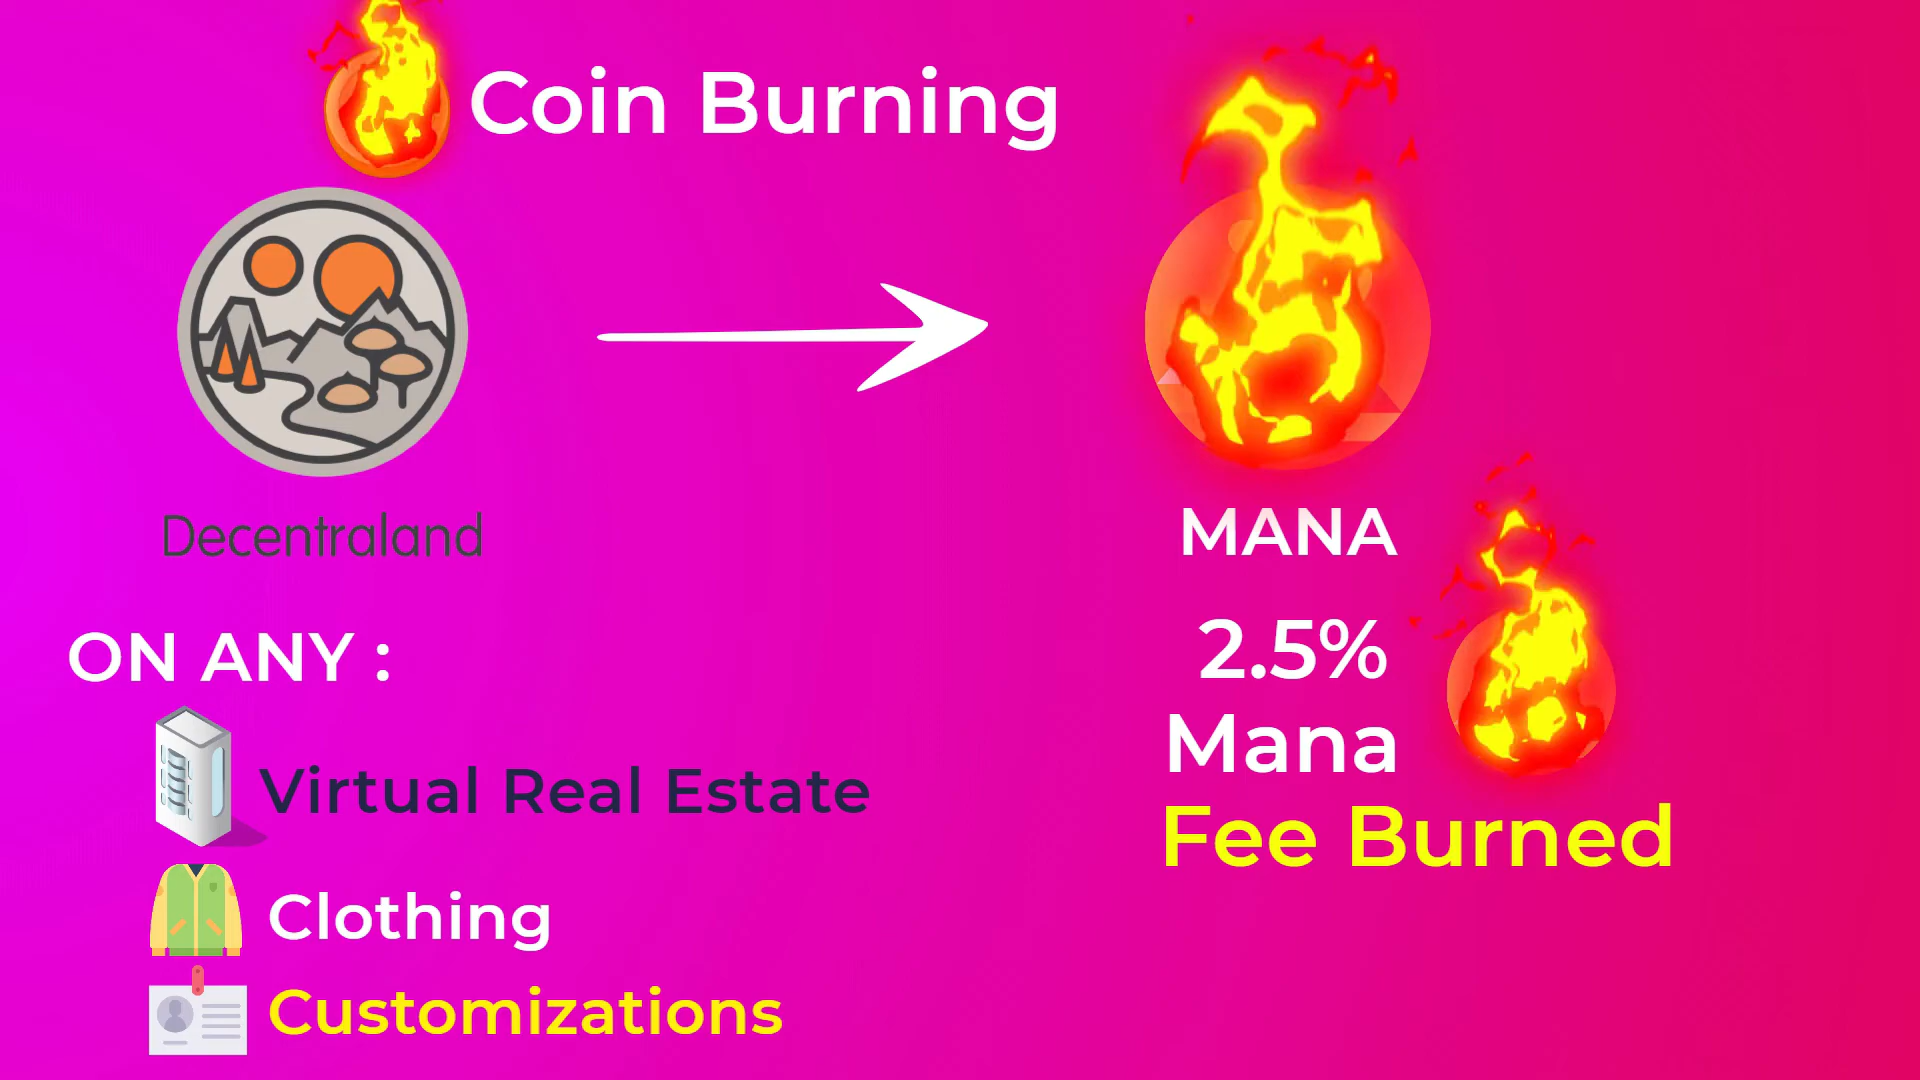 Coin Burning
Decentraland
ON ANY :
Virtual Real Estate
Clothing
Customizations
MANA
2.5%
Mana
Fee Burned